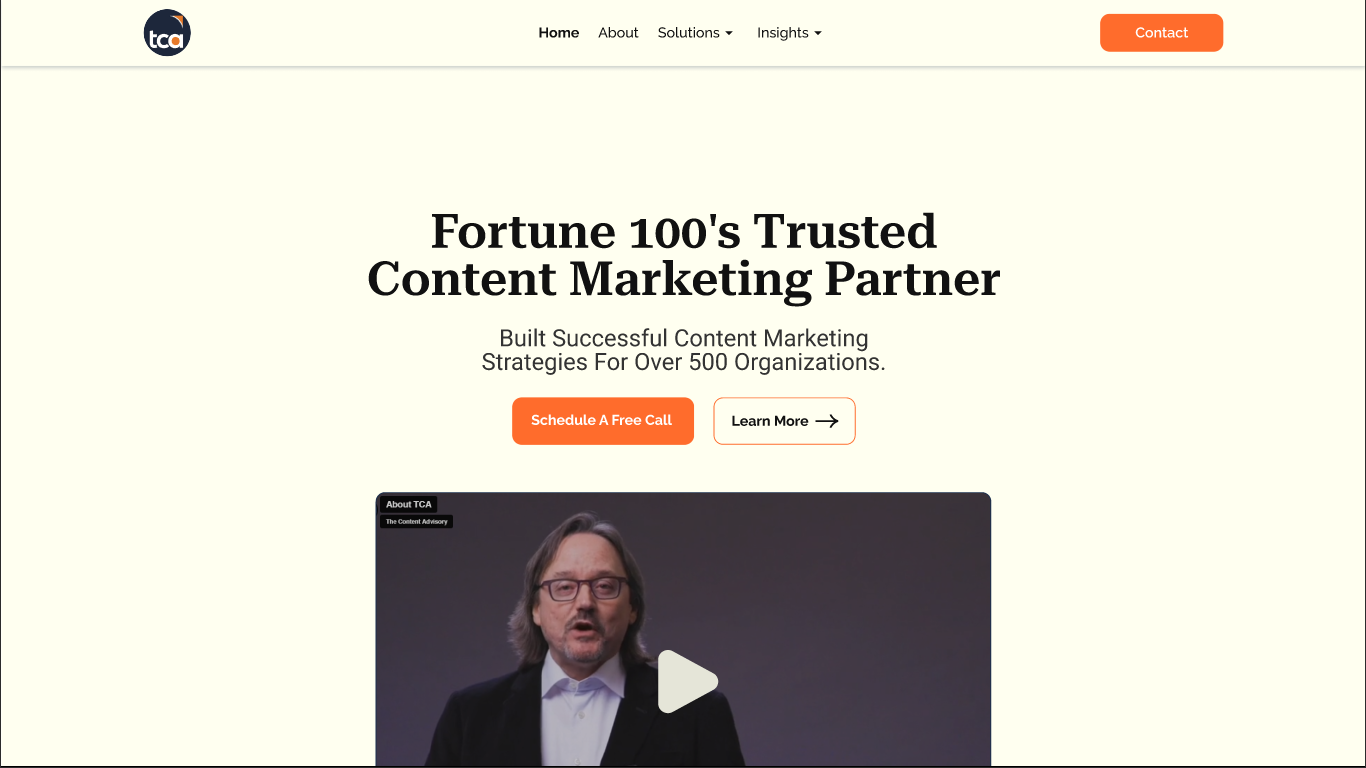 tca
Home
About
Solutions
Insights
Contact
Fortune 100's Trusted
Content Marketing Partner
Built Successful Content Marketing
Strategies For Over 500 Organizations.
Schedule A Free Call
Learn More
About TCA
The Content Advisory